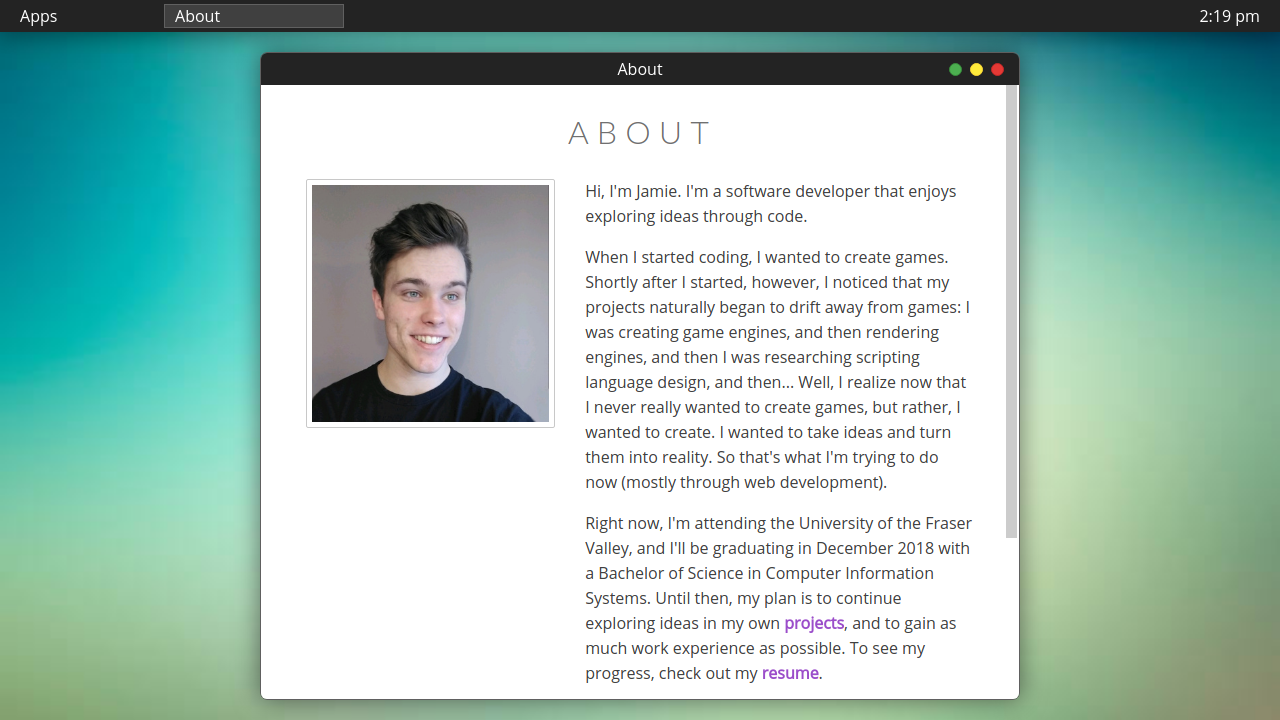 Apps
About
2:19 pm
About
ABOUT
Hi, I'm Jamie. I'm a software developer that enjoys
exploring ideas through code.
When I started coding, I wanted to create games.
Shortly after I started, however, I noticed that my
projects naturally began to drift away from games: I
was creating game engines, and then rendering
engines, and then I was researching scripting
language design, and then... Well, I realize now that
I never really wanted to create games, but rather, I
wanted to create. I wanted to take ideas and turn
them into reality. So that's what I'm trying to do
now (mostly through web development).
Right now, I'm attending the University of the Fraser
Valley, and I'll be graduating in December 2018 with
a Bachelor of Science in Computer Information
Systems. Until then, my plan is to continue
exploring ideas in my own projects, and to gain as
much work experience as possible. To see my
progress, check out my resume.